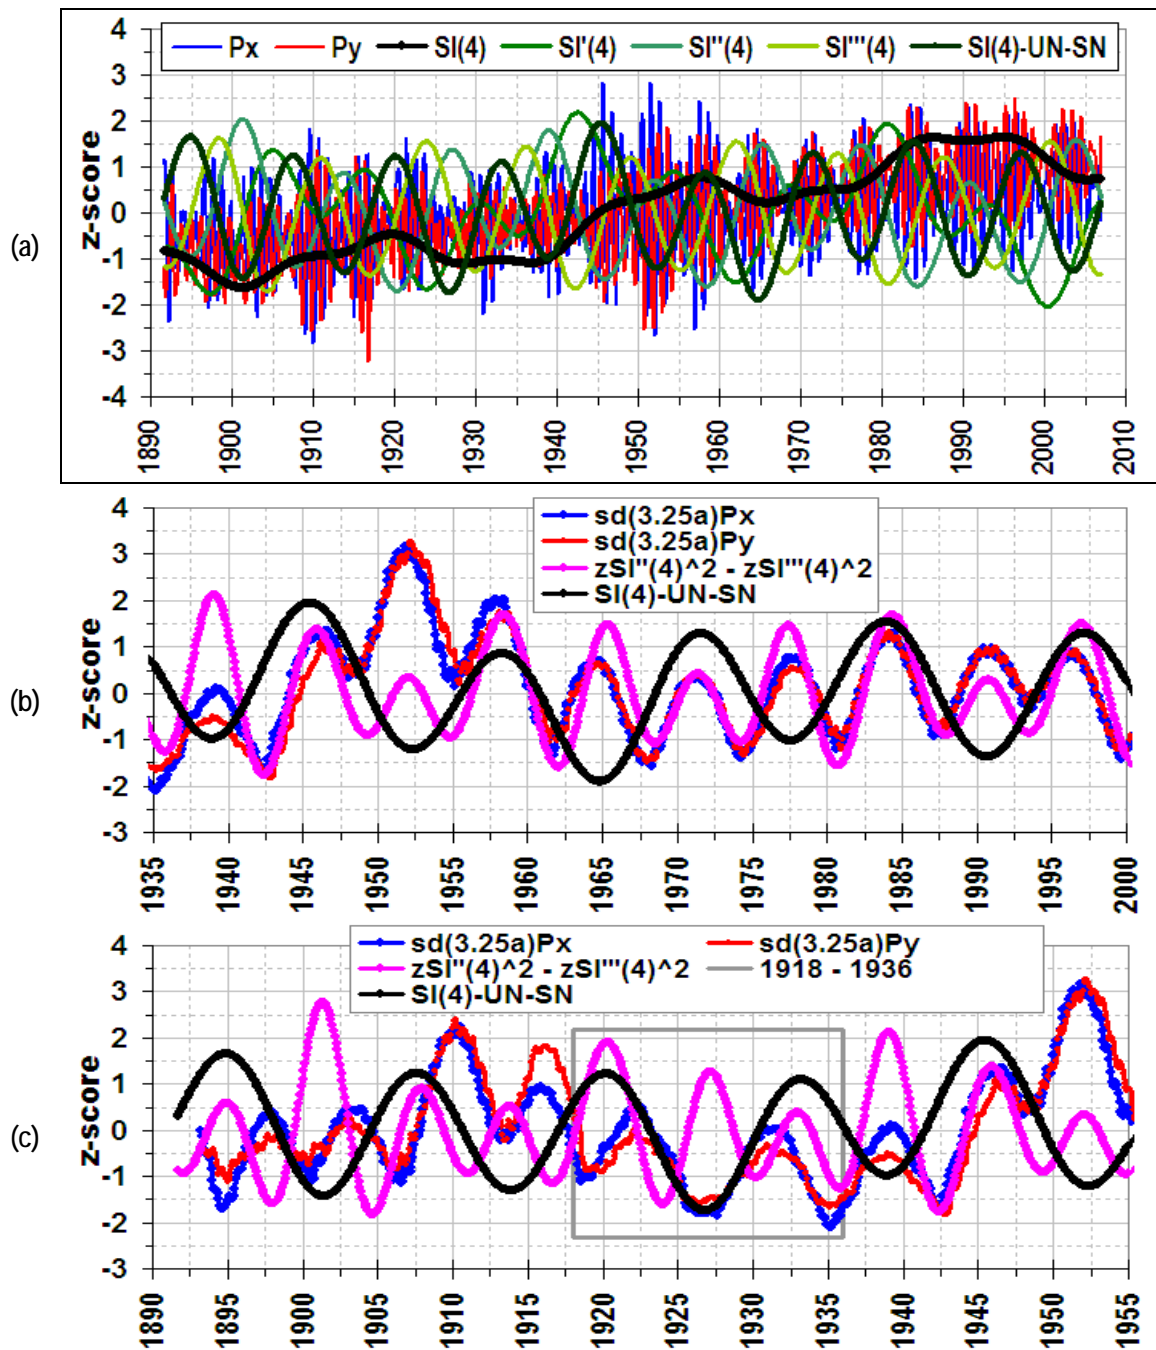 Px Py SI(4) SI'(4) SI''(4) SI'''(4) SI(4)-UN-SN
4
3
2
1
0
-1
-2
-3
-4
z-score
(a)
1890 1900 1910 1920 1930 1940 1950 1960 1970 1980 1990 2000 2010
sd(3.25a)Px
sd(3.25a)Py
zSI''(4)^2 - zSI'''(4)^2
SI(4)-UN-SN
4
3
2
1
0
-1
-2
-3
z-score
(b)
1935 1940 1945 1950 1955 1960 1965 1970 1975 1980 1985 1990 1995 2000
sd(3.25a)Px sd(3.25a)Py
zSI''(4)^2 - zSI'''(4)^2 1918 - 1936
SI(4)-UN-SN
4
3
2
1
0
-1
-2
-3
z-score
(c)
1890 1895 1900 1905 1910 1915 1920 1925 1930 1935 1940 1945 1950 1955